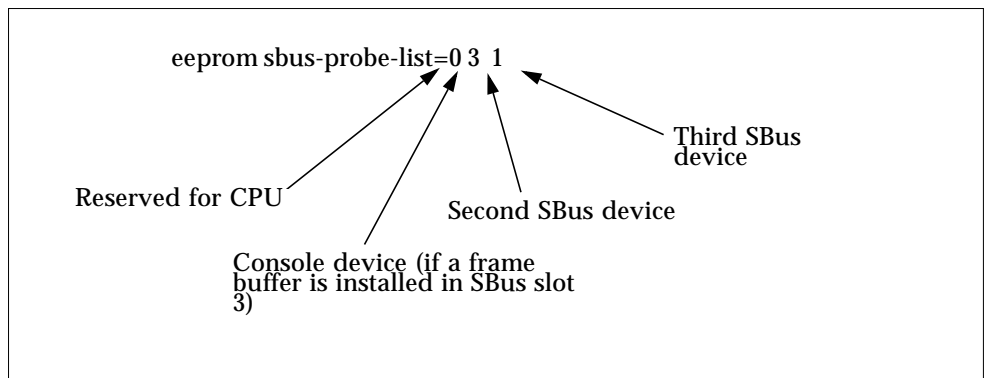 eeprom sbus-probe-list=0 3 1
Third SBus
device
Reserved for CPU
Second SBus device
Console device (if a frame
buffer is installed in SBus slot
3)